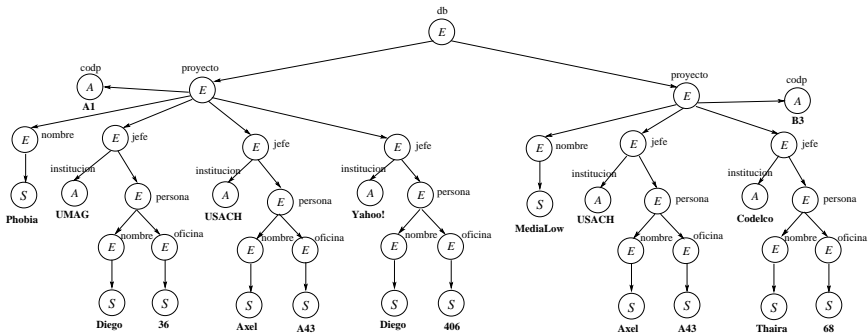 db
E
codp
proyecto
proyecto
codp
A
E
E
A
A1
B3
E nombre
E jefe
E jefe
E jefe
E nombre
E jefe
E jefe
institucion
institucion
institucion
institucion
institucion
S
A
E persona
A
E persona
A
E persona
S
A
E persona
A
E persona
Phobia
UMAG
USACH
Yahoo!
MediaLow
USACH
Codelco
nombre
oficina
nombre
oficina
nombre
oficina
nombre
oficina
nombre
oficina
E
E
E
E
E
E
E
E
E
E
S
S
S
S
S
S
S
S
S
S
Diego
36
Axel
A43
Diego
406
Axel
A43
Thaira
68